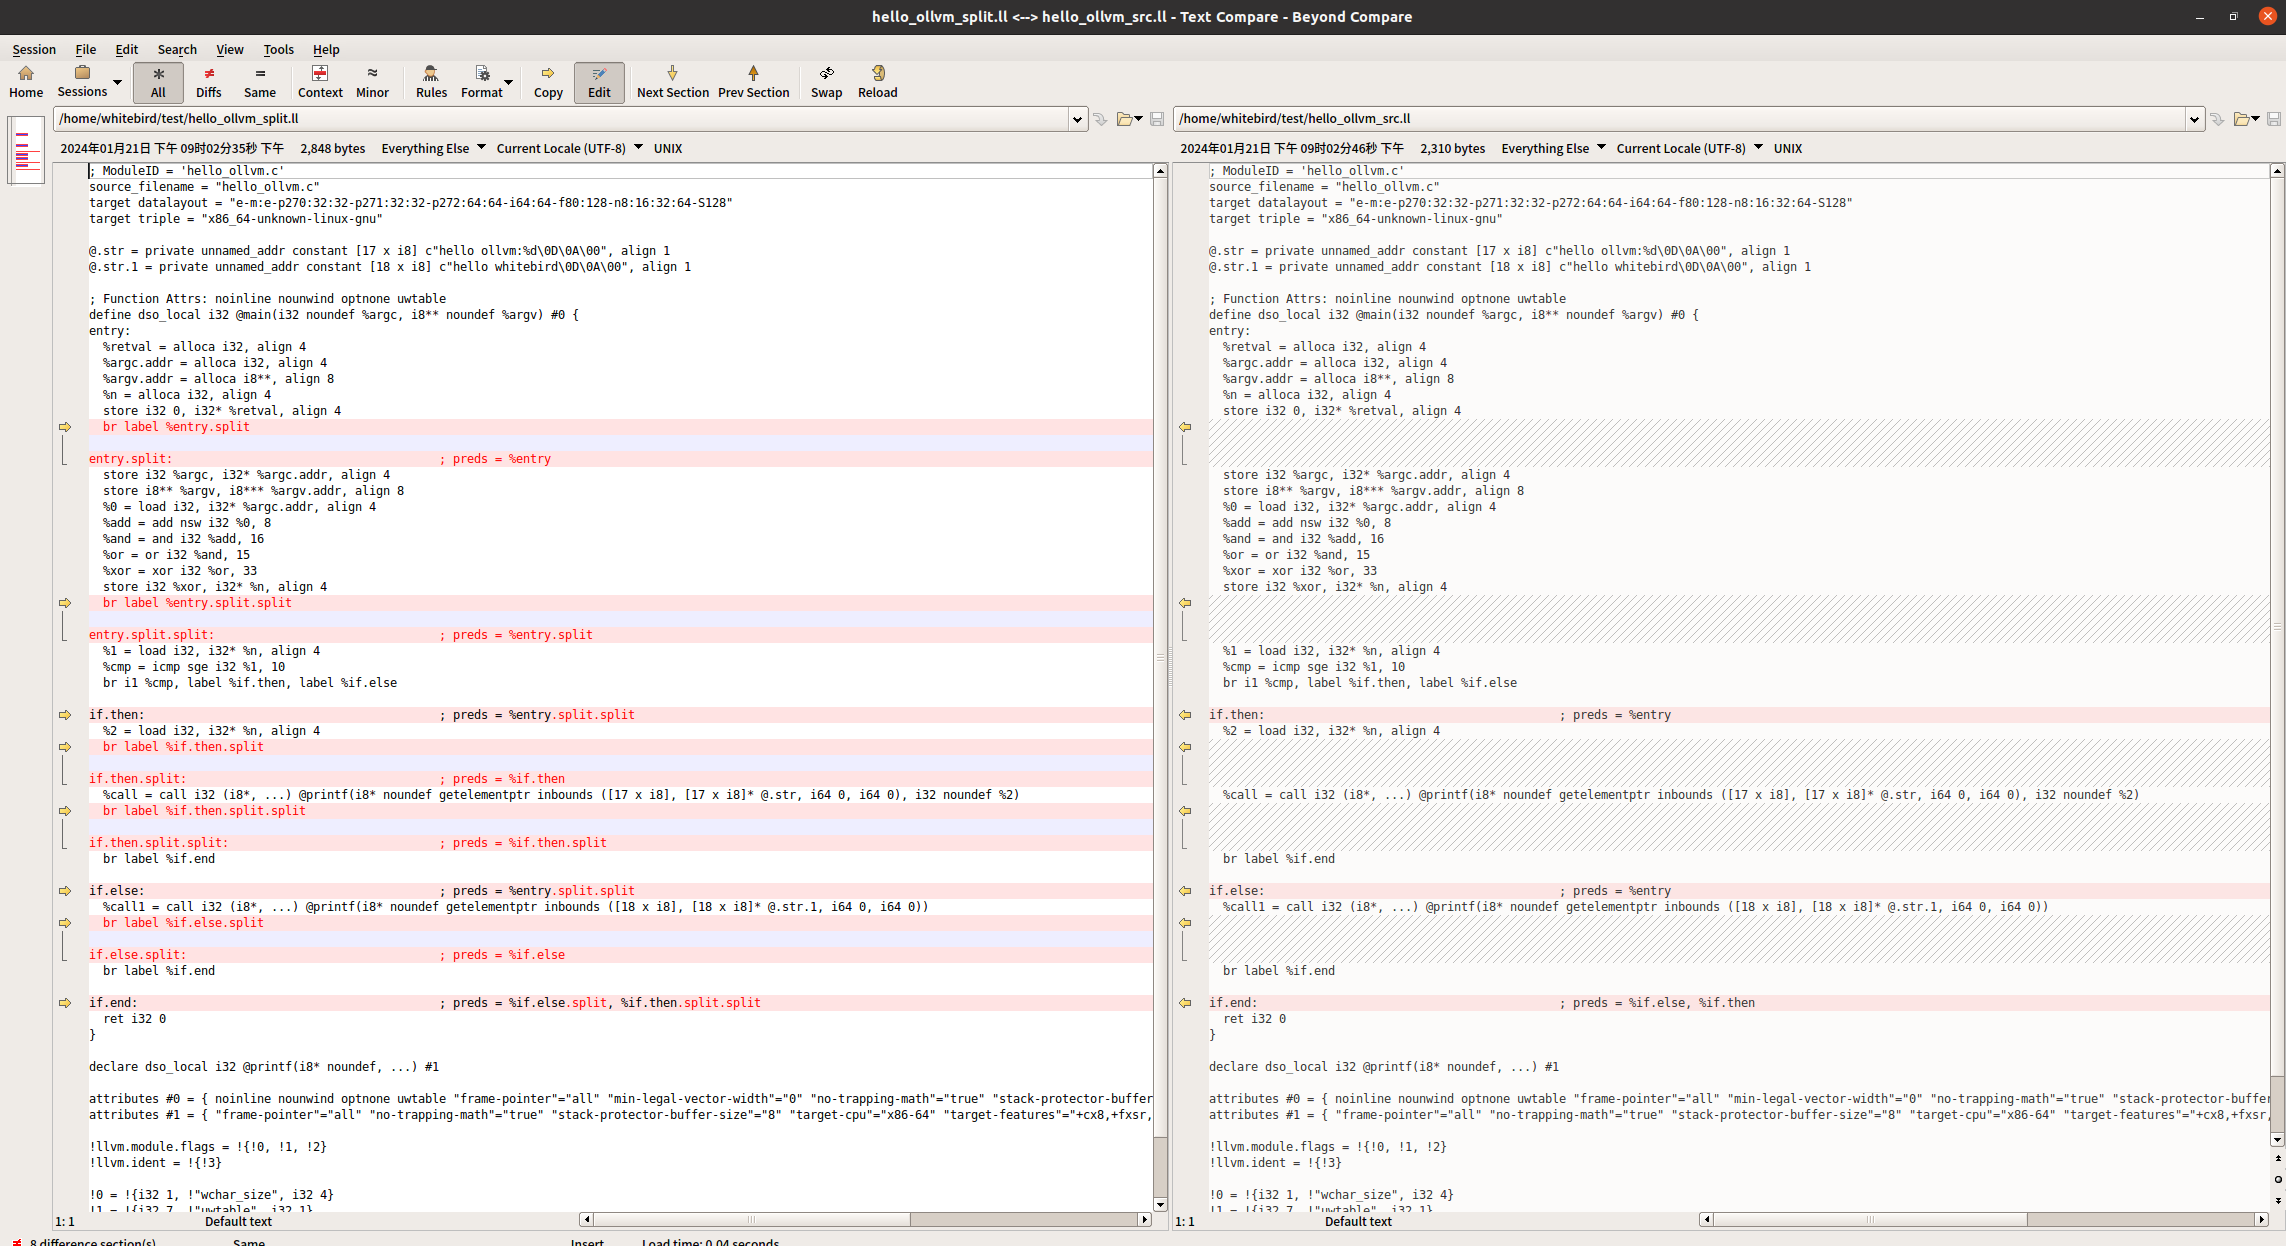 hello_ollvm_split.ll <--> hello_ollvm_src.ll - Text Compare - Beyond Compare
Session File Edit Search View Tools Help
Home Sessions All Diffs Same Context Minor Rules Format Copy Edit Next Section Prev Section Swap Reload
/home/whitebird/test/hello_ollvm_split.ll
2024年01月21日 下午 09时02分35秒 下午 2,848 bytes Everything Else Current Locale (UTF-8) UNIX
; ModuleID = 'hello_ollvm.c'
source_filename = "hello_ollvm.c"
target datalayout = "e-m:e-p270:32:32-p271:32:32-p272:64:64-i64:64-f80:128-n8:16:32:64-S128"
target triple = "x86_64-unknown-linux-gnu"
@.str = private unnamed_addr constant [17 x i8] c"hello ollvm:%d\0D\0A\00", align 1
@.str.1 = private unnamed_addr constant [18 x i8] c"hello whitebird\0D\0A\00", align 1
; Function Attrs: noinline nounwind optnone uwtable
define dso_local i32 @main(i32 noundef %argc, i8** noundef %argv) #0 {
entry:
%retval = alloca i32, align 4
%argc.addr = alloca i32, align 4
%argv.addr = alloca i8**, align 8
%n = alloca i32, align 4
store i32 0, i32* %retval, align 4
br label %entry.split
entry.split: ; preds = %entry
store i32 %argc, i32* %argc.addr, align 4
store i8** %argv, i8*** %argv.addr, align 8
%0 = load i32, i32* %argc.addr, align 4
%add = add nsw i32 %0, 8
%and = and i32 %add, 16
%or = or i32 %and, 15
%xor = xor i32 %or, 33
store i32 %xor, i32* %n, align 4
br label %entry.split.split
entry.split.split: ; preds = %entry.split
%1 = load i32, i32* %n, align 4
%cmp = icmp sge i32 %1, 10
br i1 %cmp, label %if.then, label %if.else
if.then: ; preds = %entry.split.split
%2 = load i32, i32* %n, align 4
br label %if.then.split
if.then.split: ; preds = %if.then
%call = call i32 (i8*, ...) @printf(i8* noundef getelementptr inbounds ([17 x i8], [17 x i8]* @.str, i64 0, i64 0), i32 noundef %2)
br label %if.then.split.split
if.then.split.split: ; preds = %if.then.split
br label %if.end
if.else: ; preds = %entry.split.split
%call1 = call i32 (i8*, ...) @printf(i8* noundef getelementptr inbounds ([18 x i8], [18 x i8]* @.str.1, i64 0, i64 0))
br label %if.else.split
if.else.split: ; preds = %if.else
br label %if.end
if.end: ; preds = %if.else.split, %if.then.split.split
ret i32 0
}
declare dso_local i32 @printf(i8* noundef, ...) #1
attributes #0 = { noinline nounwind optnone uwtable "frame-pointer"="all" "min-legal-vector-width"="0" "no-trapping-math"="true" "stack-protector-buffer
attributes #1 = { "frame-pointer"="all" "no-trapping-math"="true" "stack-protector-buffer-size"="8" "target-cpu"="x86-64" "target-features"="+cx8,+fxsr,
!llvm.module.flags = !{!0, !1, !2}
!llvm.ident = !{!3}
!0 = !{i32 1, !"wchar_size", i32 4}
!1 = !{i32 7, !"uwtable", i32 1}
1: 1 Default text
/home/whitebird/test/hello_ollvm_src.ll
2024年01月21日 下午 09时02分46秒 下午 2,310 bytes Everything Else Current Locale (UTF-8) UNIX
; ModuleID = 'hello_ollvm.c'
source_filename = "hello_ollvm.c"
target datalayout = "e-m:e-p270:32:32-p271:32:32-p272:64:64-i64:64-f80:128-n8:16:32:64-S128"
target triple = "x86_64-unknown-linux-gnu"
@.str = private unnamed_addr constant [17 x i8] c"hello ollvm:%d\0D\0A\00", align 1
@.str.1 = private unnamed_addr constant [18 x i8] c"hello whitebird\0D\0A\00", align 1
; Function Attrs: noinline nounwind optnone uwtable
define dso_local i32 @main(i32 noundef %argc, i8** noundef %argv) #0 {
entry:
%retval = alloca i32, align 4
%argc.addr = alloca i32, align 4
%argv.addr = alloca i8**, align 8
%n = alloca i32, align 4
store i32 0, i32* %retval, align 4
store i32 %argc, i32* %argc.addr, align 4
store i8** %argv, i8*** %argv.addr, align 8
%0 = load i32, i32* %argc.addr, align 4
%add = add nsw i32 %0, 8
%and = and i32 %add, 16
%or = or i32 %and, 15
%xor = xor i32 %or, 33
store i32 %xor, i32* %n, align 4
%1 = load i32, i32* %n, align 4
%cmp = icmp sge i32 %1, 10
br i1 %cmp, label %if.then, label %if.else
if.then: ; preds = %entry
%2 = load i32, i32* %n, align 4
%call = call i32 (i8*, ...) @printf(i8* noundef getelementptr inbounds ([17 x i8], [17 x i8]* @.str, i64 0, i64 0), i32 noundef %2)
br label %if.end
if.else: ; preds = %entry
%call1 = call i32 (i8*, ...) @printf(i8* noundef getelementptr inbounds ([18 x i8], [18 x i8]* @.str.1, i64 0, i64 0))
br label %if.end
if.end: ; preds = %if.else, %if.then
ret i32 0
}
declare dso_local i32 @printf(i8* noundef, ...) #1
attributes #0 = { noinline nounwind optnone uwtable "frame-pointer"="all" "min-legal-vector-width"="0" "no-trapping-math"="true" "stack-protector-buffer
attributes #1 = { "frame-pointer"="all" "no-trapping-math"="true" "stack-protector-buffer-size"="8" "target-cpu"="x86-64" "target-features"="+cx8,+fxsr,
!llvm.module.flags = !{!0, !1, !2}
!llvm.ident = !{!3}
!0 = !{i32 1, !"wchar_size", i32 4}
!1 = !{i32 7, !"uwtable", i32 1}
1: 1 Default text
8 difference section(s) Same Insert Load time: 0.04 seconds